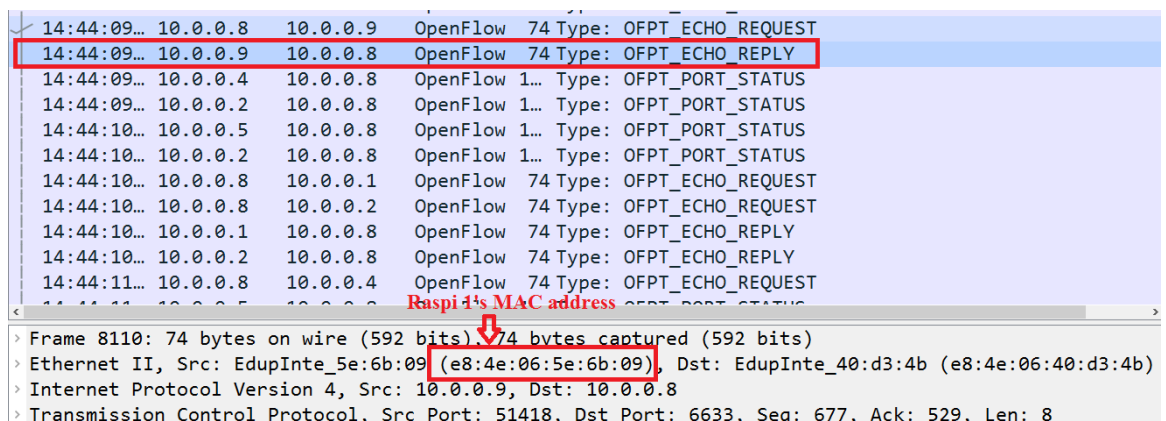 14:44:09… 10.0.0.8 10.0.0.9 OpenFlow 74 Type: OFPT_ECHO_REQUEST
14:44:09… 10.0.0.9 10.0.0.8 OpenFlow 74 Type: OFPT_ECHO_REPLY
14:44:09… 10.0.0.4 10.0.0.8 OpenFlow 1… Type: OFPT_PORT_STATUS
14:44:09… 10.0.0.2 10.0.0.8 OpenFlow 1… Type: OFPT_PORT_STATUS
14:44:10… 10.0.0.5 10.0.0.8 OpenFlow 1… Type: OFPT_PORT_STATUS
14:44:10… 10.0.0.2 10.0.0.8 OpenFlow 1… Type: OFPT_PORT_STATUS
14:44:10… 10.0.0.8 10.0.0.1 OpenFlow 74 Type: OFPT_ECHO_REQUEST
14:44:10… 10.0.0.8 10.0.0.2 OpenFlow 74 Type: OFPT_ECHO_REQUEST
14:44:10… 10.0.0.1 10.0.0.8 OpenFlow 74 Type: OFPT_ECHO_REPLY
14:44:10… 10.0.0.2 10.0.0.8 OpenFlow 74 Type: OFPT_ECHO_REPLY
14:44:11… 10.0.0.8 10.0.0.4 OpenFlow 74 Type: OFPT_ECHO_REQUEST
Raspi 1's MAC address
Frame 8110: 74 bytes on wire (592 bits), 74 bytes captured (592 bits)
Ethernet II, Src: EdupInte_5e:6b:09 (e8:4e:06:5e:6b:09), Dst: EdupInte_40:d3:4b (e8:4e:06:40:d3:4b)
Internet Protocol Version 4, Src: 10.0.0.9, Dst: 10.0.0.8
Transmission Control Protocol, Src Port: 51418, Dst Port: 6633, Seq: 677, Ack: 529, Len: 8